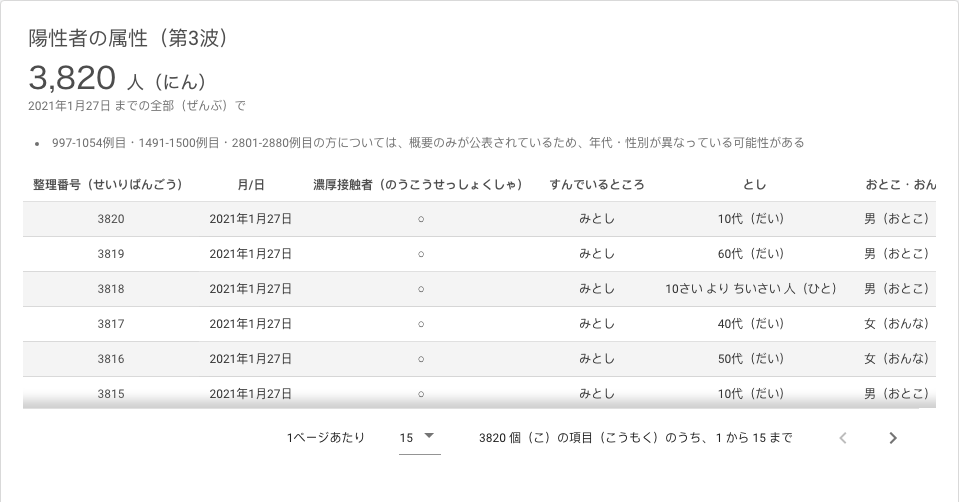 陽性者の属性（第3波）
3,820 人（にん）
2021年1月27日 までの全部（ぜんぶ）で
• 997-1054例目・1491-1500例目・2801-2880例目の方については、概要のみが公表されているため、年代・性別が異なっている可能性がある
整理番号（せいりばんごう） 月/日 濃厚接触者（のうこうせっしょくしゃ） すんでいるところ とし おとこ・おん
3820 2021年1月27日 ○ みとし 10代（だい） 男（おとこ）
3819 2021年1月27日 ○ みとし 60代（だい） 男（おとこ）
3818 2021年1月27日 ○ みとし 10さい より ちいさい 人（ひと） 男（おとこ）
3817 2021年1月27日 ○ みとし 40代（だい） 女（おんな）
3816 2021年1月27日 ○ みとし 50代（だい） 女（おんな）
3815 2021年1月27日 ○ みとし 10代（だい） 男（おとこ）
1ページあたり 15 3820 個（こ）の項目（こうもく）のうち、1 から 15 まで